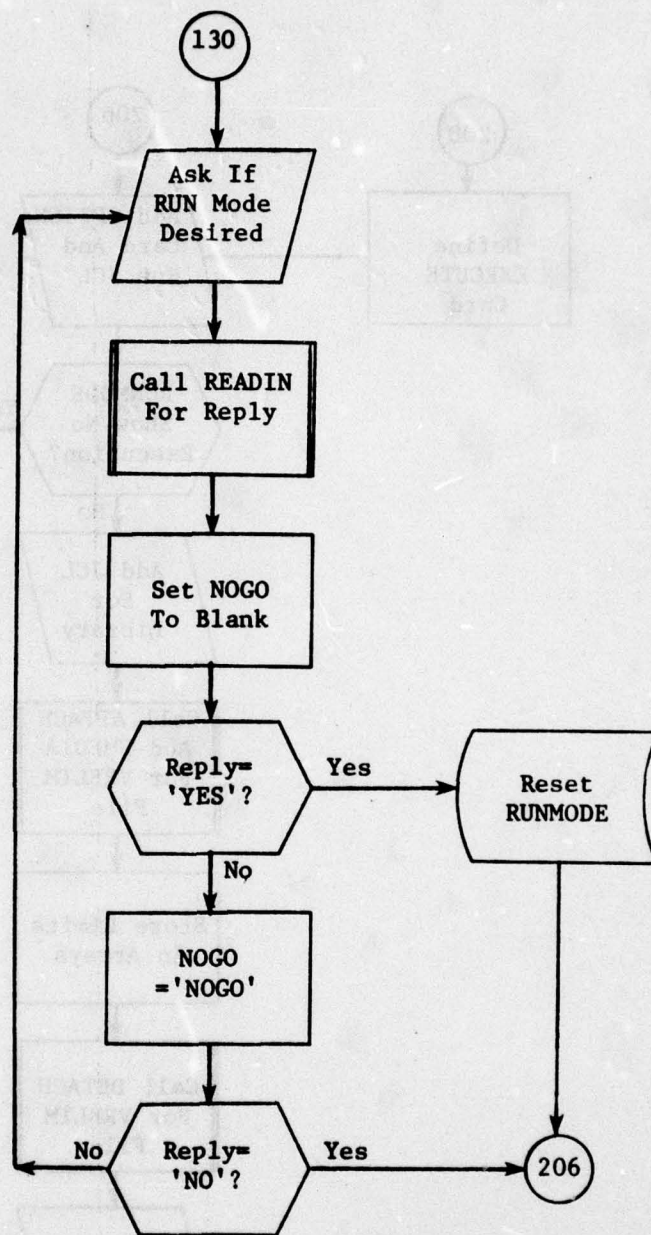 130
Ask If
RUN Mode
Desired
Call READIN
For Reply
Set NOGO
To Blank
Reply=
'YES'?
Yes
Reset
RUNMODE
No
NOGO
='NOGO'
No
Reply=
'NO'?
Yes
206